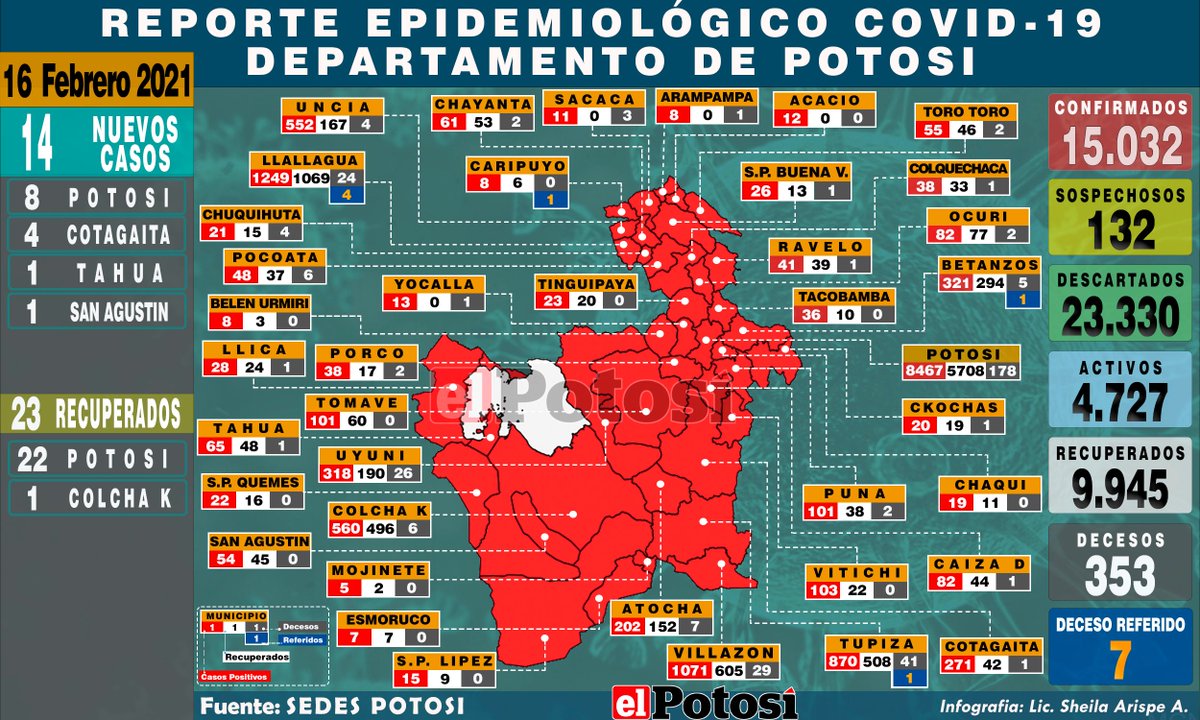 REPORTE EPIDEMIOLÓGICO COVID-19
DEPARTAMENTO DE POTOSI
16 Febrero 2021
14 NUEVOS CASOS
8 POTOSI
4 COTAGAITA
1 TAHUA
1 SAN AGUSTIN
23 RECUPERADOS
22 POTOSI
1 COLCHA K
UNCIA
552 167 4
CHAYANTA
61 53 2
SACACA
11 0 3
ARAMPAMPA
8 0 1
ACACIO
12 0 0
TORO TORO
55 46 2
LLALLAGUA
1249 1069 24
4
CARIPUYO
8 6 0
1
S.P. BUENA V.
26 13 1
COLQUECHACA
38 33 1
CHUQUIHUTA
21 15 4
OCURI
82 77 2
POCOATA
48 37 6
RAVELO
41 39 1
BETANZOS
321 294 5
1
YOCALLA
13 0 1
TINGUIPAYA
23 20 0
TACOBAMBA
36 10 0
BELEN URMIRI
8 3 0
LLICA
28 24 1
PORCO
38 17 2
POTOSI
8467 5708 178
TOMAVE
101 60 0
CKOCHAS
20 19 1
TAHUA
65 48 1
UYUNI
318 190 26
S.P. QUEMES
22 16 0
PUNA
101 38 2
CHAQUI
19 11 0
COLCHA K
560 496 6
SAN AGUSTIN
54 45 0
MOJINETE
5 2 0
VITICHI
103 22 0
CAIZA D
82 44 1
ESMORUCO
7 7 0
ATOCHA
202 152 7
S.P. LIPEZ
15 9 0
VILLAZON
1071 605 29
TUPIZA
870 508 41
1
COTAGAITA
271 42 1
MUNICIPIO
1 1 1
1
Decesos
Referidos
Recuperados
Casos Positivos
el Potosí
CONFIRMADOS
15.032
SOSPECHOSOS
132
DESCARTADOS
23.330
ACTIVOS
4.727
RECUPERADOS
9.945
DECESOS
353
DECESO REFERIDO
7
Fuente: SEDES POTOSI
el Potosí
Infografia: Lic. Sheila Arispe A.